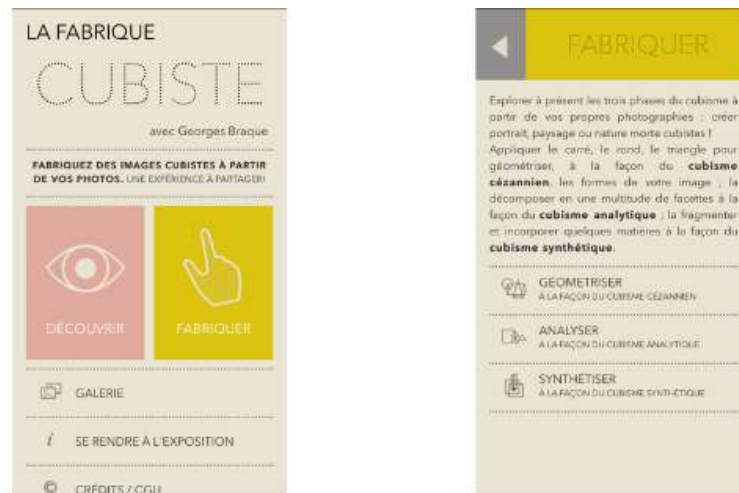 LA FABRIQUE
CUBISTE
avec Georges Braque
FABRIQUEZ DES IMAGES CUBISTES À PARTIR
DE VOS PHOTOS. UNE EXPÉRIENCE À PARTAGER!
DÉCOUVRIR
FABRIQUER
GALERIE
i SE RENDRE À L'EXPOSITION
© CRÉDITS / CGU
FABRIQUER
Explorer à présent les trois phases du cubisme à
partir de vos propres photographies : créer
portrait, paysage ou nature morte cubistes !
Appliquer le carré, le rond, le triangle pour
géométriser, à la façon du cubisme
cézannien, les formes de votre image ; la
décomposer en une multitude de facettes à la
façon du cubisme analytique ; la fragmenter
et incorporer quelques matières à la façon du
cubisme synthétique.
GÉOMETRISER
À LA FAÇON DU CUBISME CÉZANNIEN
ANALYSER
À LA FAÇON DU CUBISME ANALYTIQUE
SYNTHÉTISER
À LA FAÇON DU CUBISME SYNTHÉTIQUE